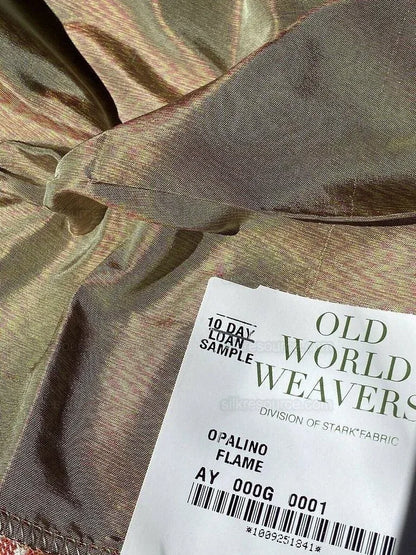 10 DAY
LOAN
SAMPLE
OLD
WORLD
WEAVERS
DIVISION OF STARK FABRIC
OPALINO
FLAME
AY 000G 0001
*1009251841*